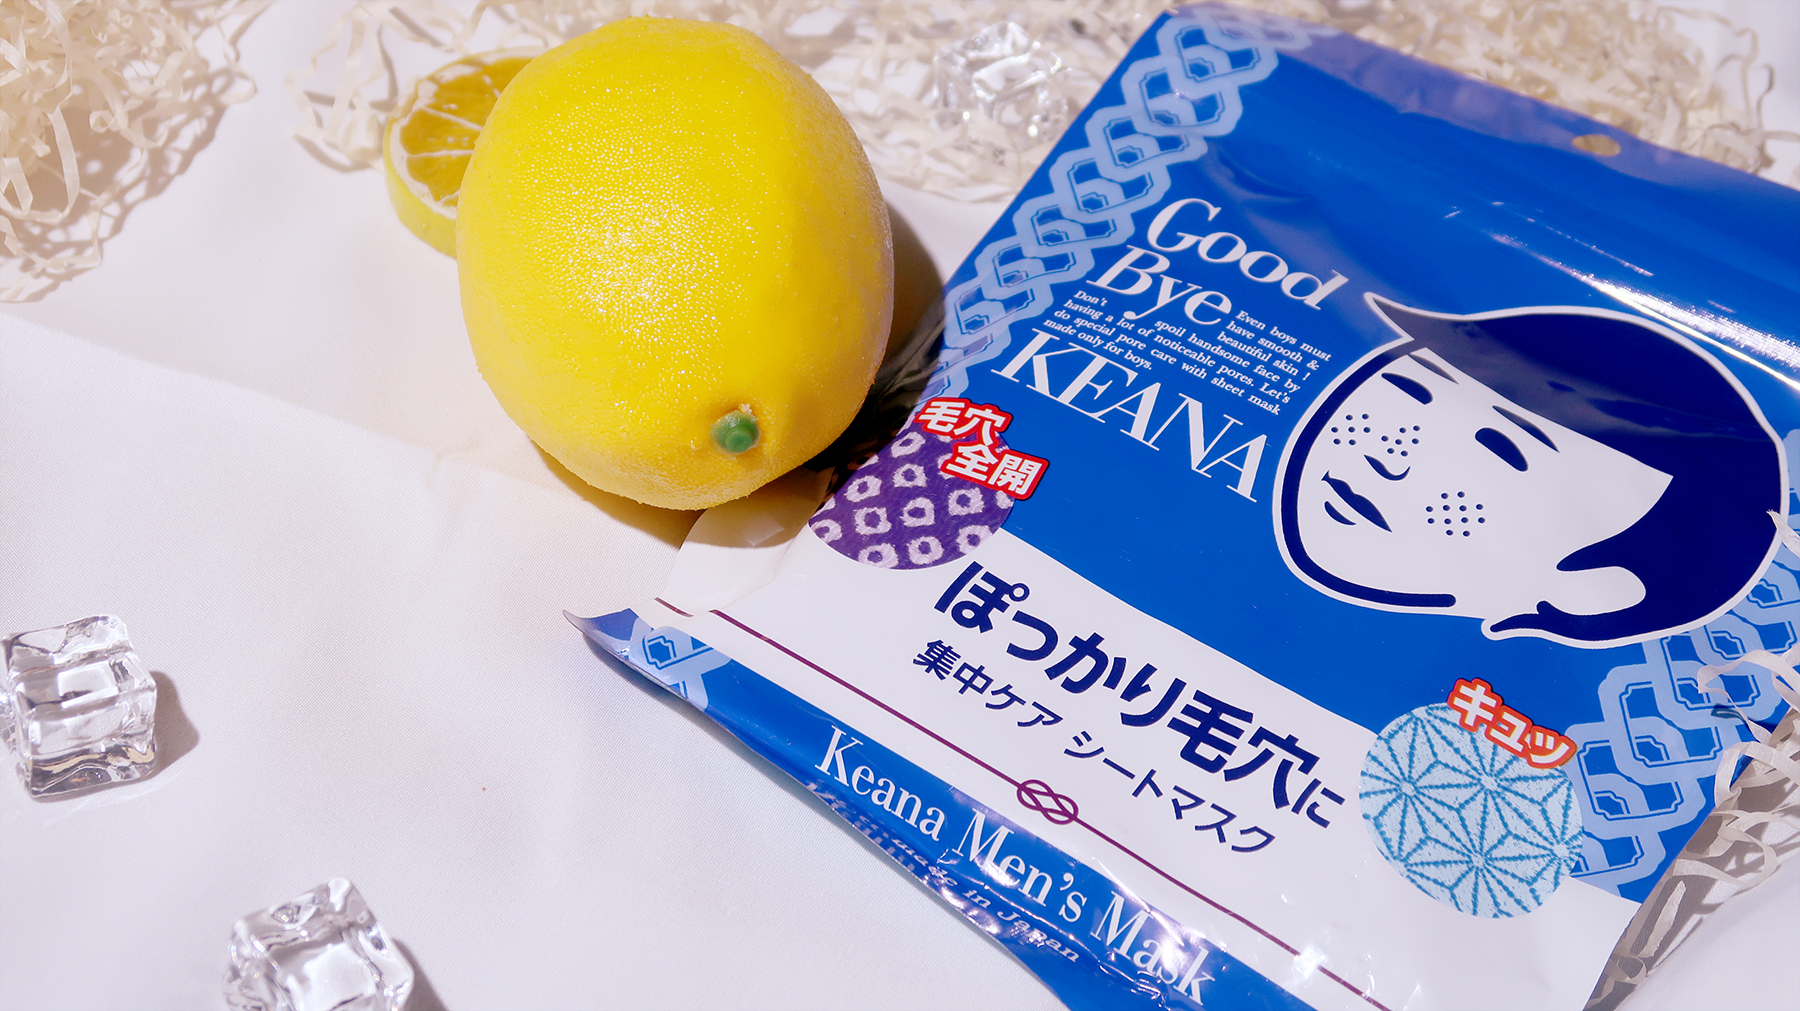 Good
Bye
Even boys must
have smooth &
beautiful skin !
Don't
spoil handsome face by
having a lot of noticeable pores. Let's
do special pore care with sheet mask
made only for boys.
KEANA
毛穴
全開
ぽっかり毛穴に
集中ケア シートマスク
キュッ
Keana Men's Mask
made in Japan